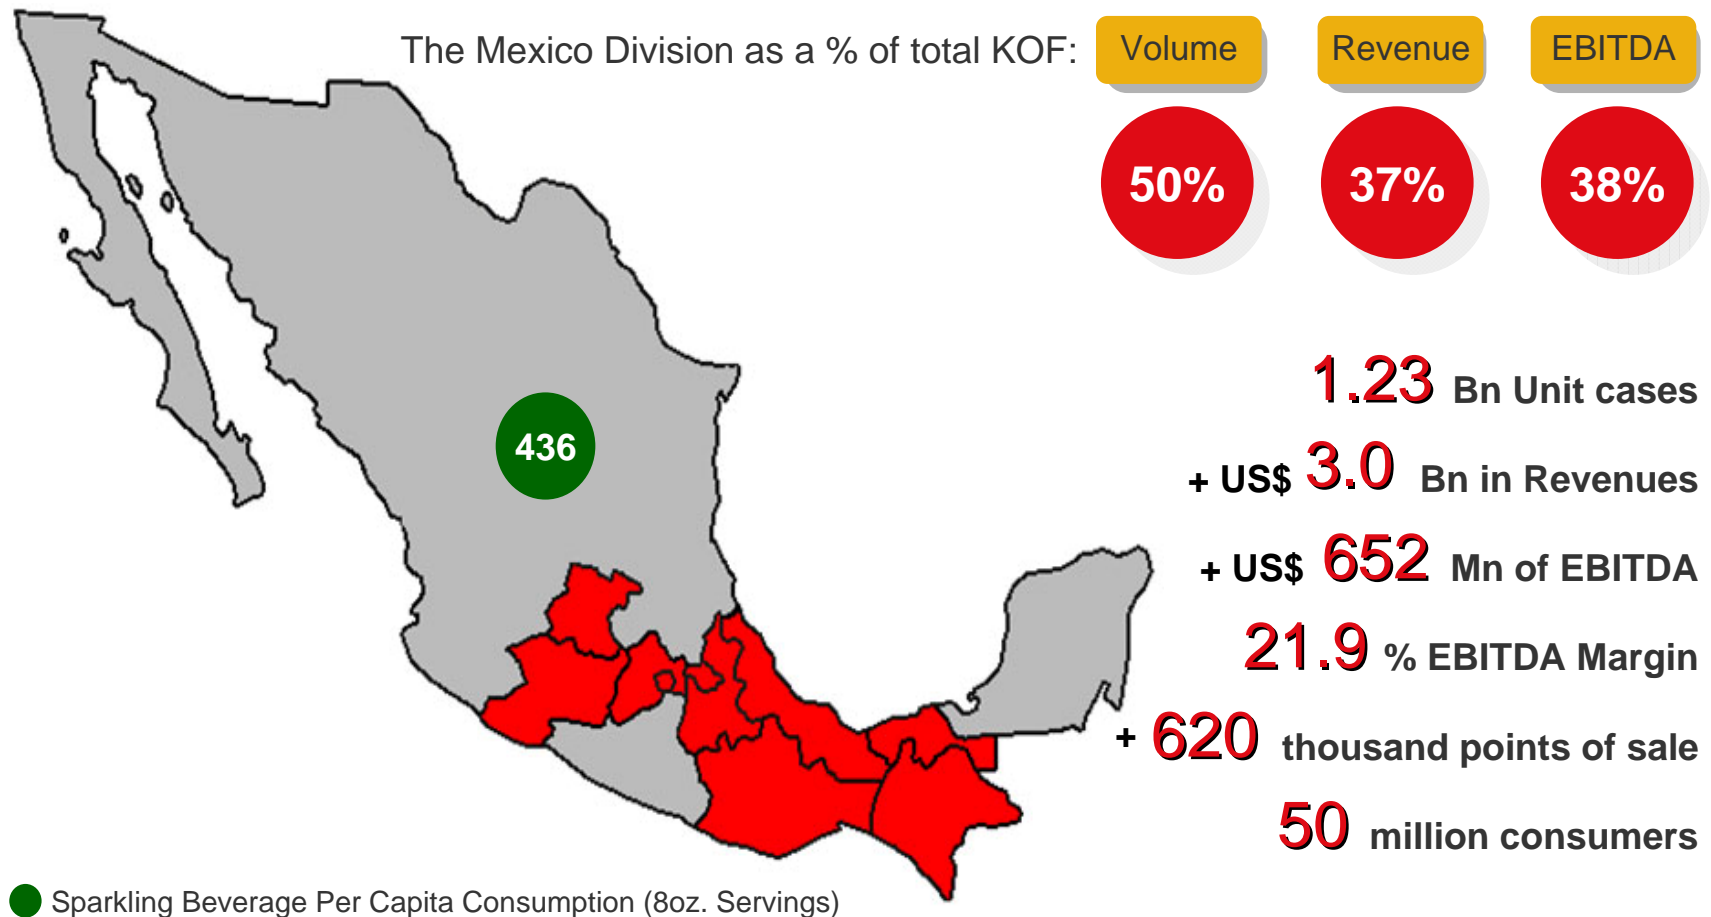 The Mexico Division as a % of total KOF: Volume Revenue EBITDA
50% 37% 38%
1.23 Bn Unit cases
436
+ US$ 3.0 Bn in Revenues
+ US$ 652 Mn of EBITDA
21.9 % EBITDA Margin
+ 620 thousand points of sale
50 million consumers
Sparkling Beverage Per Capita Consumption (8oz. Servings)